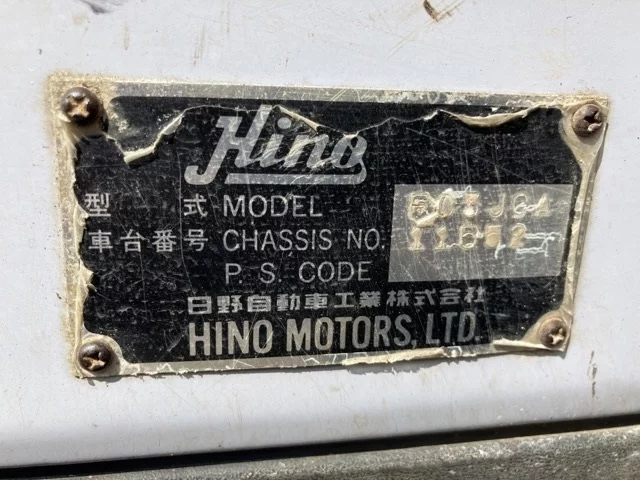 Hino
型 式 MODEL
車台番号 CHASSIS NO.
P. S. CODE
日野自動車工業株式会社
HINO MOTORS, LTD.